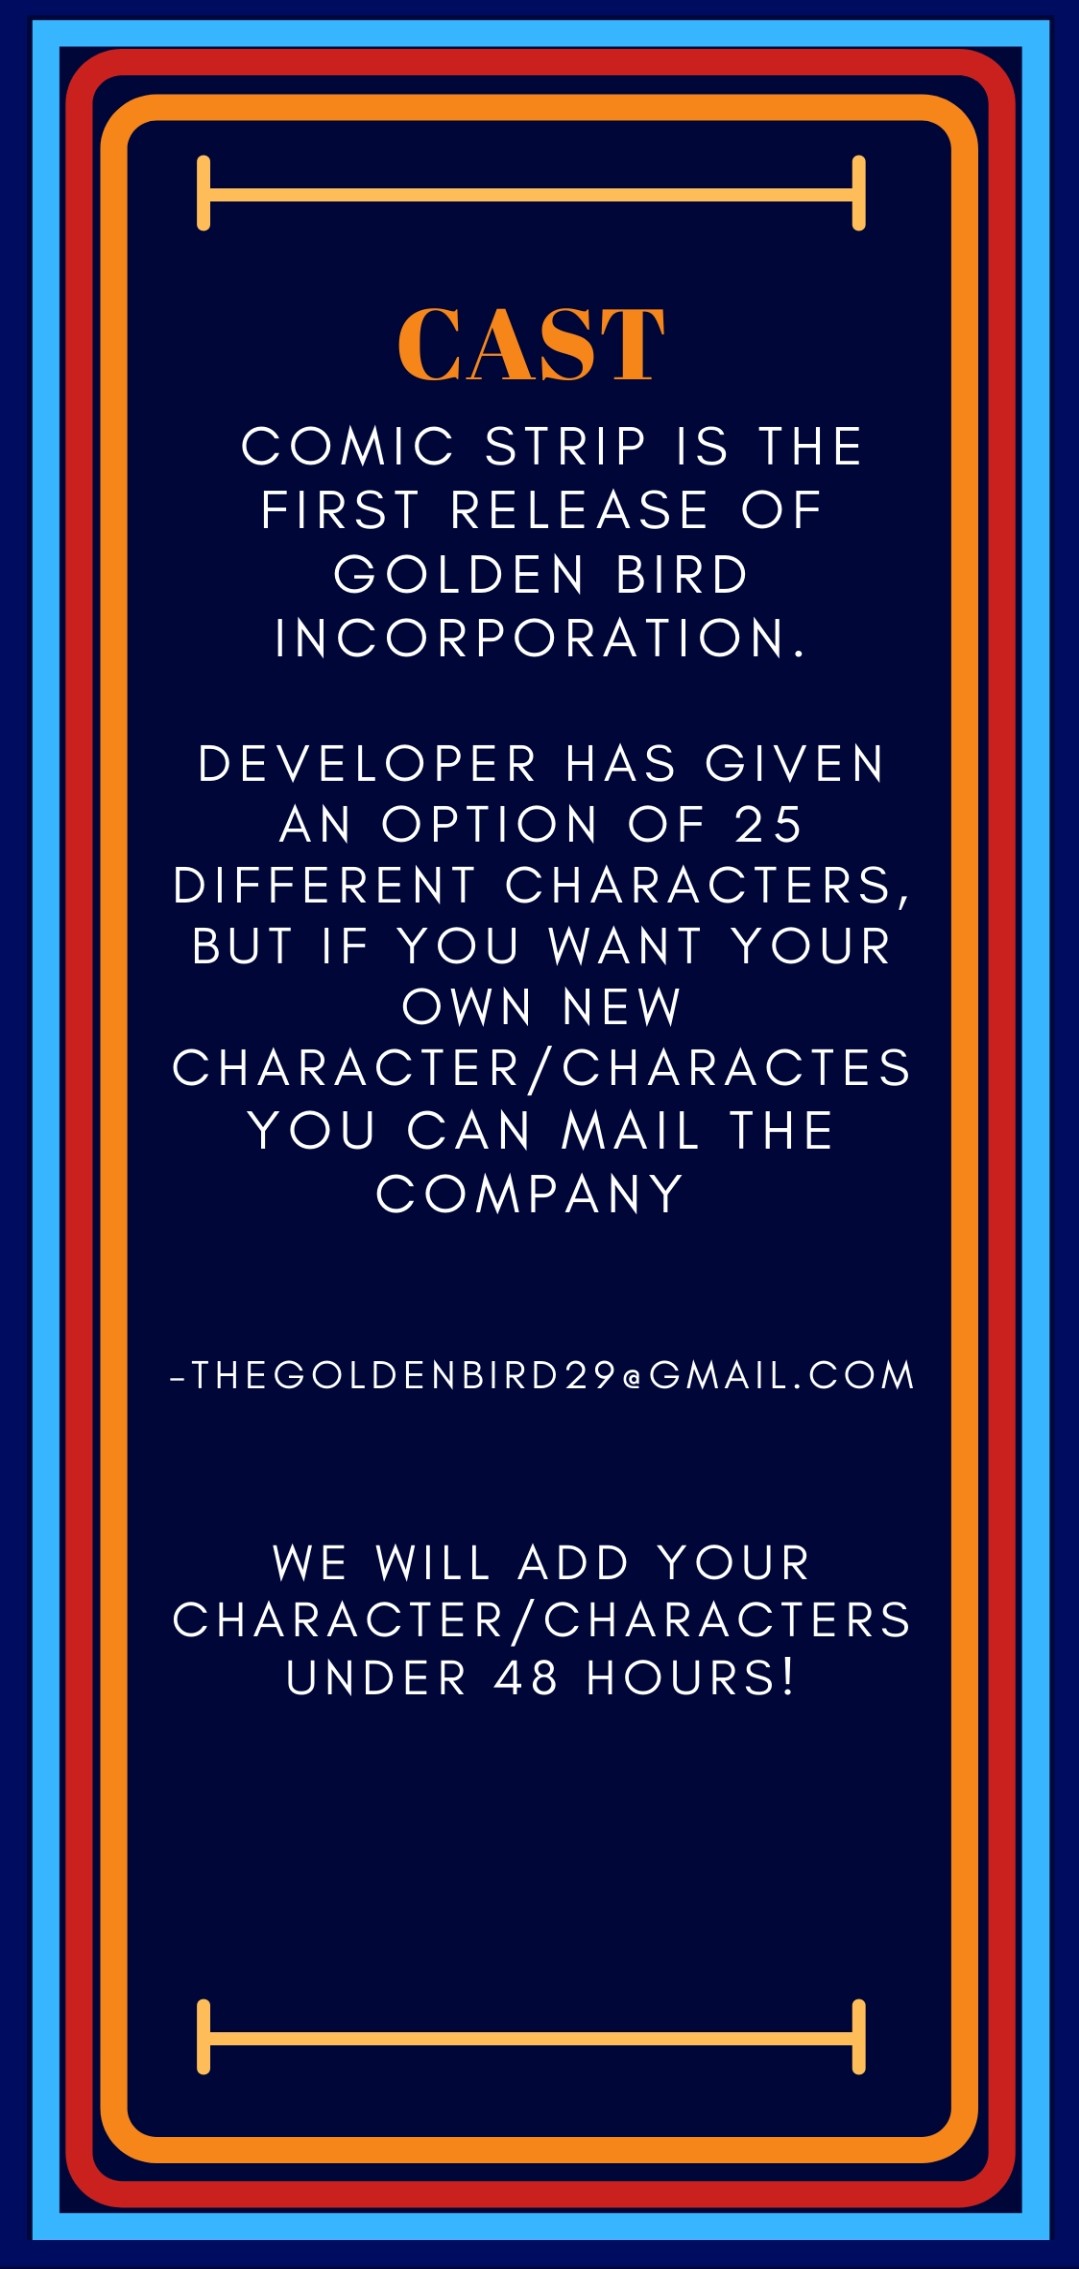 CAST
COMIC STRIP IS THE
FIRST RELEASE OF
GOLDEN BIRD
INCORPORATION.
DEVELOPER HAS GIVEN
AN OPTION OF 25
DIFFERENT CHARACTERS,
BUT IF YOU WANT YOUR
OWN NEW
CHARACTER/CHARACTES
YOU CAN MAIL THE
COMPANY
-THEGOLDENBIRD29@GMAIL.COM
WE WILL ADD YOUR
CHARACTER/CHARACTERS
UNDER 48 HOURS!